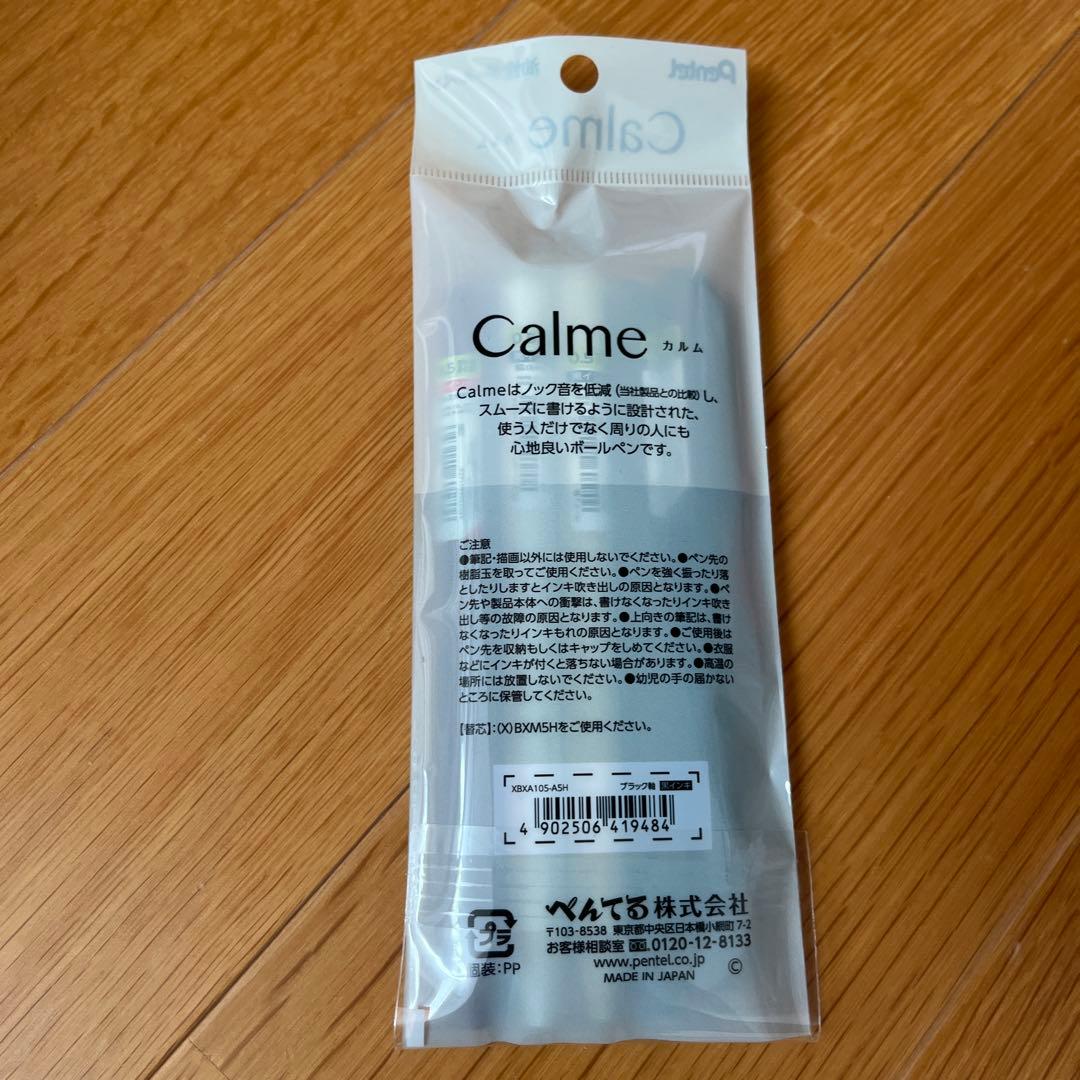 Pentel
Calme
Calme カルム
Calmeはノック音を低減(当社製品との比較)し、
スムーズに書けるように設計された、
使う人だけでなく周りの人にも
心地良いボールペンです。
ご注意
●筆記・描画以外には使用しないでください。●ペン先の
樹脂玉を取ってご使用ください。●ペンを強く振ったり落
としたりしますとインキ吹き出しの原因となります。●ペ
ン先や製品本体への衝撃は、書けなくなったりインキ吹き
出し等の故障の原因となります。●上向きの筆記は、書け
なくなったりインキもれの原因となります。●ご使用後は
ペン先を収納もしくはキャップをしめてください。●衣服
などにインキが付くと落ちない場合があります。●高温の
場所には放置しないでください。●幼児の手の届かない
ところに保管してください。
【替芯】:(X)BXM5Hをご使用ください。
XBXA105-A5H ブラック軸 黒インキ
4 902506 419484
ぺんてる株式会社
〒103-8538 東京都中央区日本橋小網町7-2
お客様相談室 0120-12-8133
www.pentel.co.jp
MADE IN JAPAN ©
プラ
個装:PP